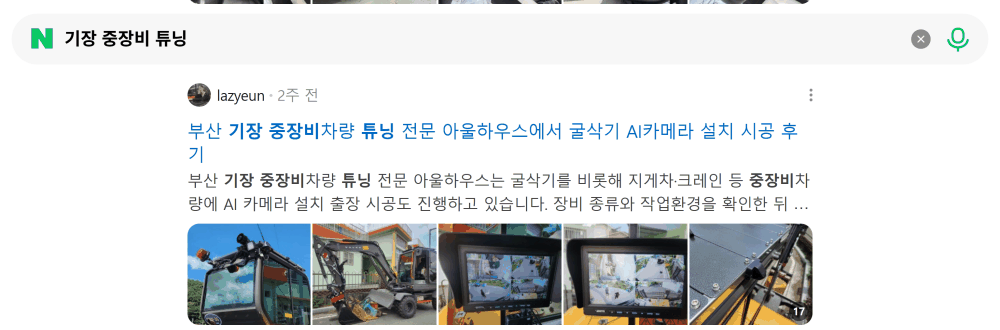 N 기장 중장비 튜닝
lazyeun • 2주 전
부산 기장 중장비차량 튜닝 전문 아울하우스에서 굴삭기 AI카메라 설치 시공 후
기
부산 기장 중장비차량 튜닝 전문 아울하우스는 굴삭기를 비롯해 지게차·크레인 등 중장비차
량에 AI 카메라 설치 출장 시공도 진행하고 있습니다. 장비 종류와 작업환경을 확인한 뒤 ...
17